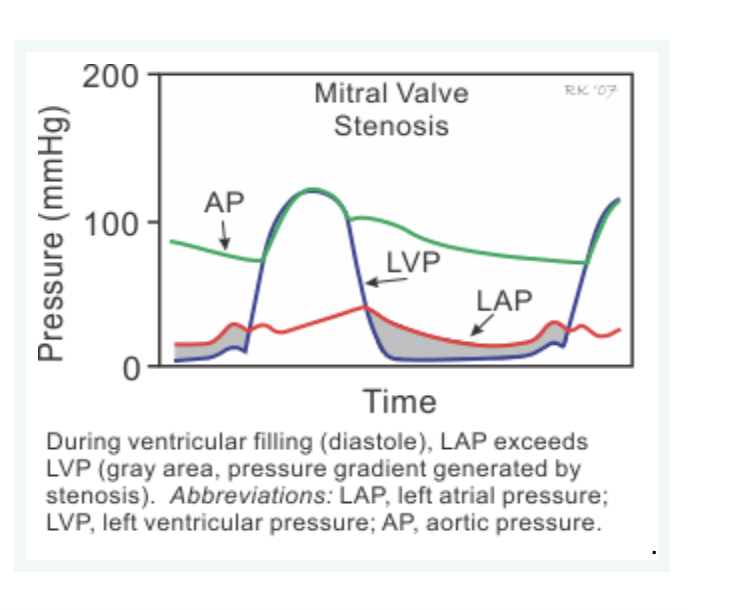 200
Mitral Valve
Stenosis
RK '07
Pressure (mmHg)
AP
100
LVP
LAP
0
Time
During ventricular filling (diastole), LAP exceeds
LVP (gray area, pressure gradient generated by
stenosis). Abbreviations: LAP, left atrial pressure;
LVP, left ventricular pressure; AP, aortic pressure.
.